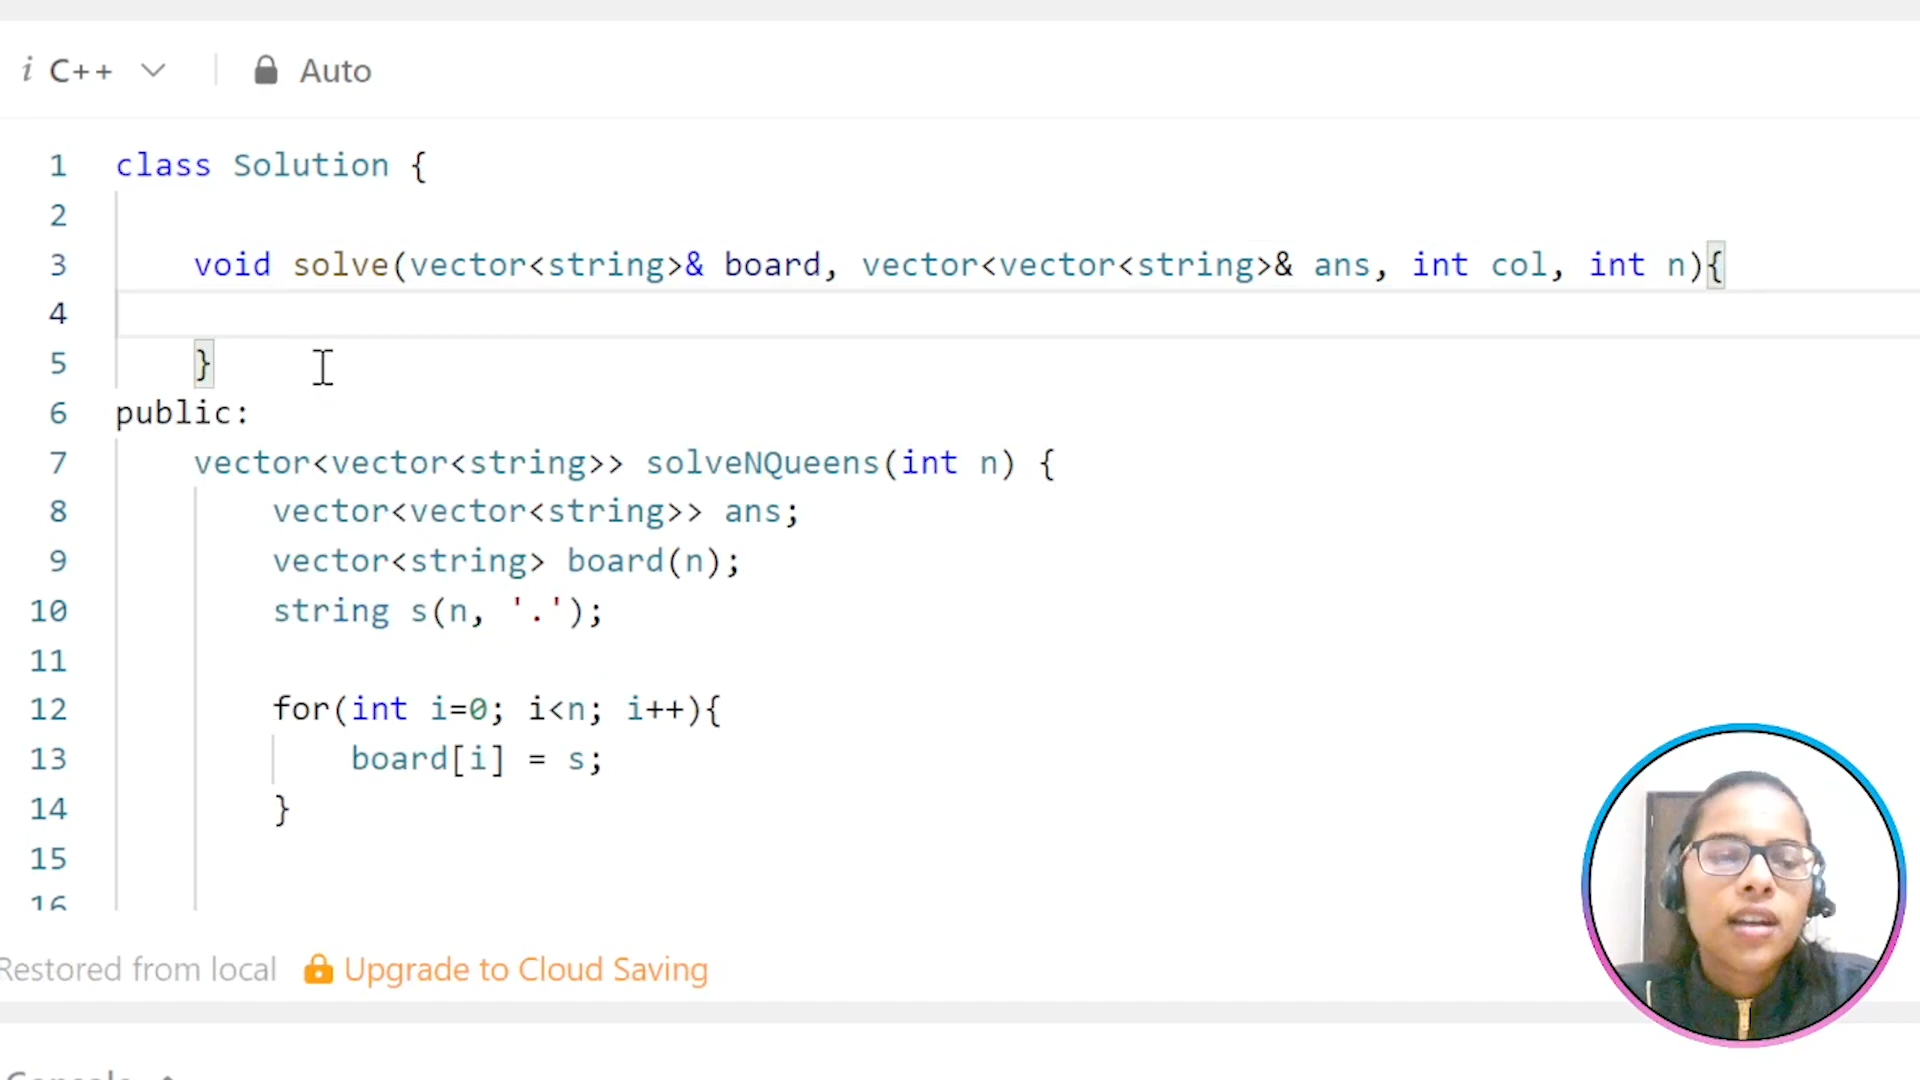 i C++ Auto
1 class Solution {
2
3 void solve(vector<string>& board, vector<vector<string>& ans, int col, int n){
4
5 }
6 public:
7 vector<vector<string>> solveNQueens(int n) {
8 vector<vector<string>> ans;
9 vector<string> board(n);
10 string s(n, '.');
11
12 for(int i=0; i<n; i++){
13 board[i] = s;
14 }
15
16
Restored from local Upgrade to Cloud Saving
Console